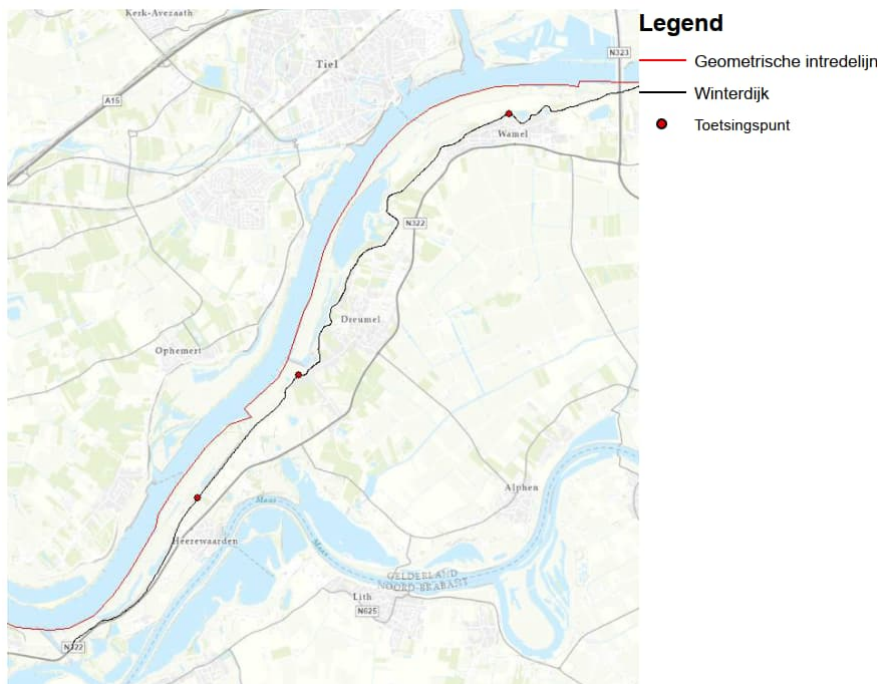 Kerk-Avezaath
Legend
N323
Tiel
Geometrische intredelijn
Winterdijk
A15
Toetsingspunt
Wamel
N322
Dreumel
Ophemert
Alphen
Maas
Heerewaarden
Maas
GELDERLAND
NOORD-BRABANT
Lith
N625
N322